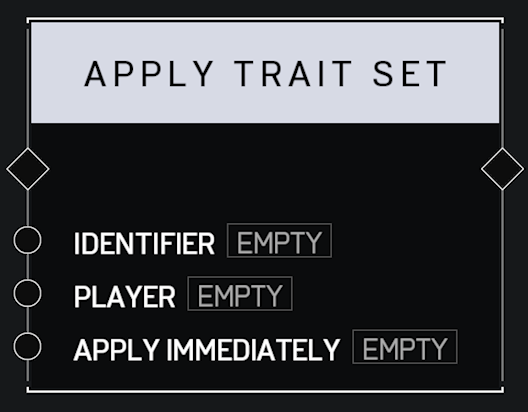 APPLY TRAIT SET
IDENTIFIER EMPTY
PLAYER EMPTY
APPLY IMMEDIATELY EMPTY